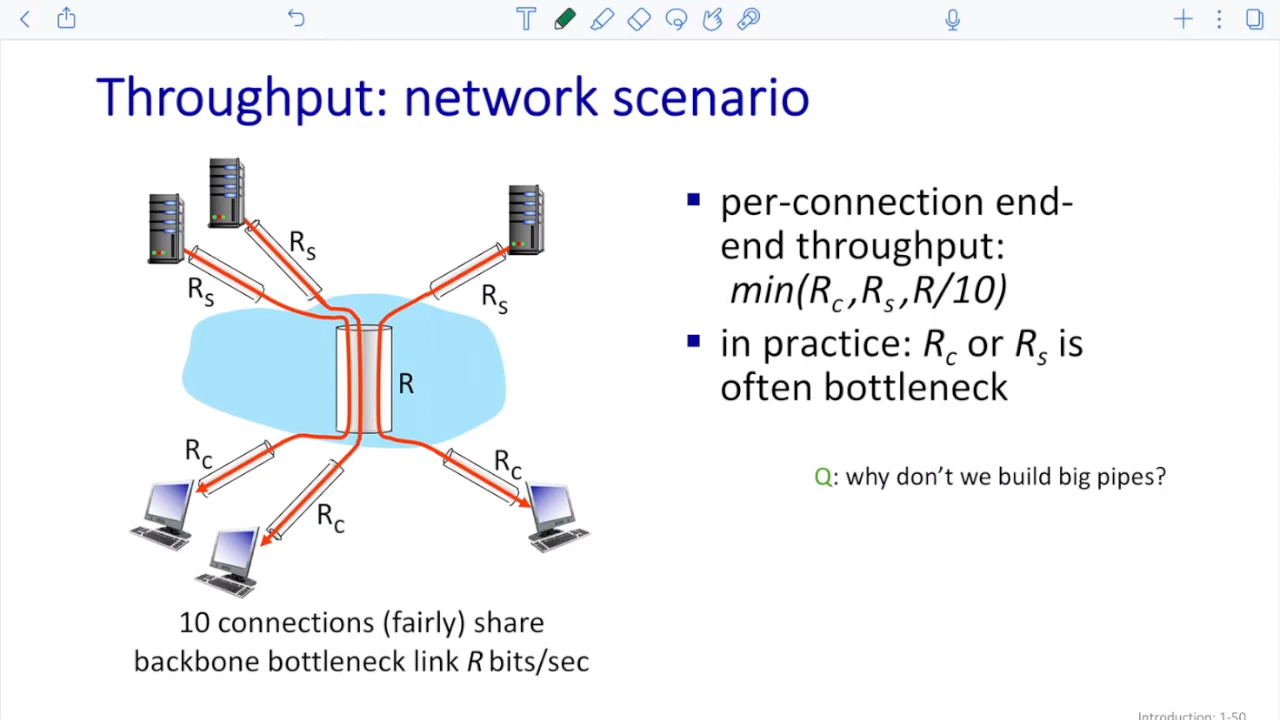 Throughput: network scenario
Rs
Rs
Rs
R
Rc
Rc
Rc
10 connections (fairly) share
backbone bottleneck link R bits/sec
per-connection end-
end throughput:
min(Rc,Rs,R/10)
in practice: Rc or Rs is
often bottleneck
Q: why don't we build big pipes?
Introduction: 1-50